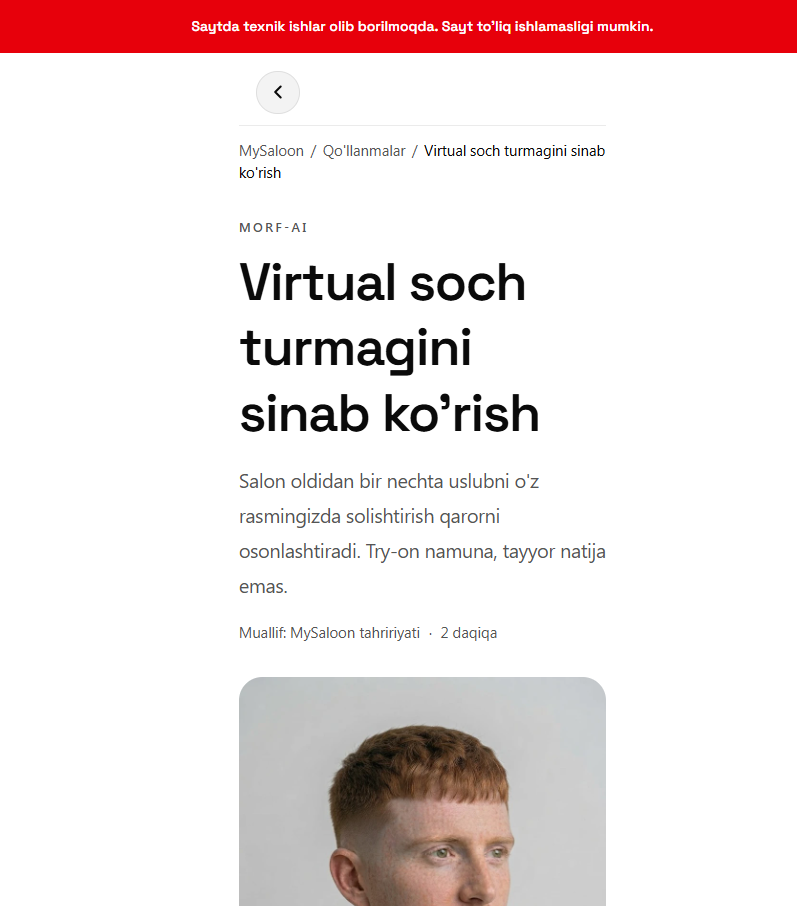 Saytda texnik ishlar olib borilmoqda. Sayt to’liq ishlamasligi mumkin.
MySaloon / Qo'llanmalar / Virtual soch turmagini sinab
ko'rish
MORF-AI
Virtual soch
turmagini
sinab ko’rish
Salon oldidan bir nechta uslubni o'z
rasmingizda solishtirish qarorni
osonlashtiradi. Try-on namuna, tayyor natija
emas.
Muallif: MySaloon tahririyati · 2 daqiqa